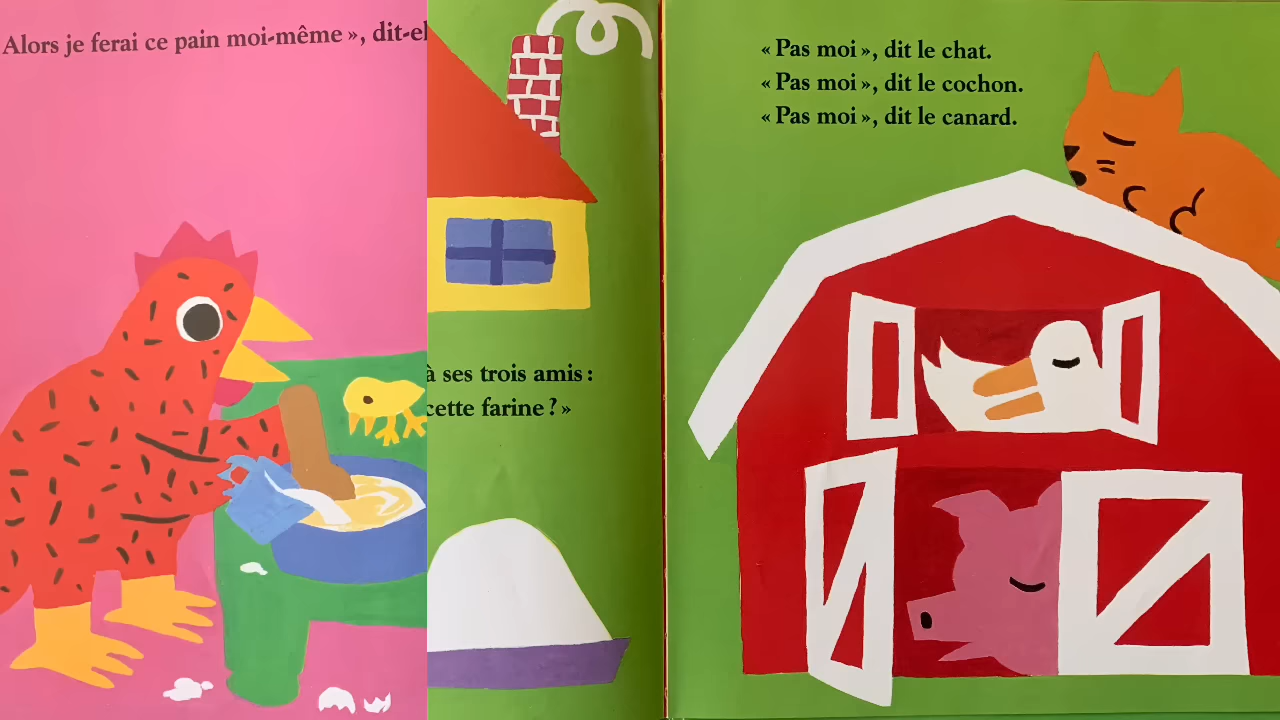 Alors je ferai ce pain moi-même », dit-el
à ses trois amis :
cette farine ? »
« Pas moi », dit le chat.
« Pas moi », dit le cochon.
« Pas moi », dit le canard.